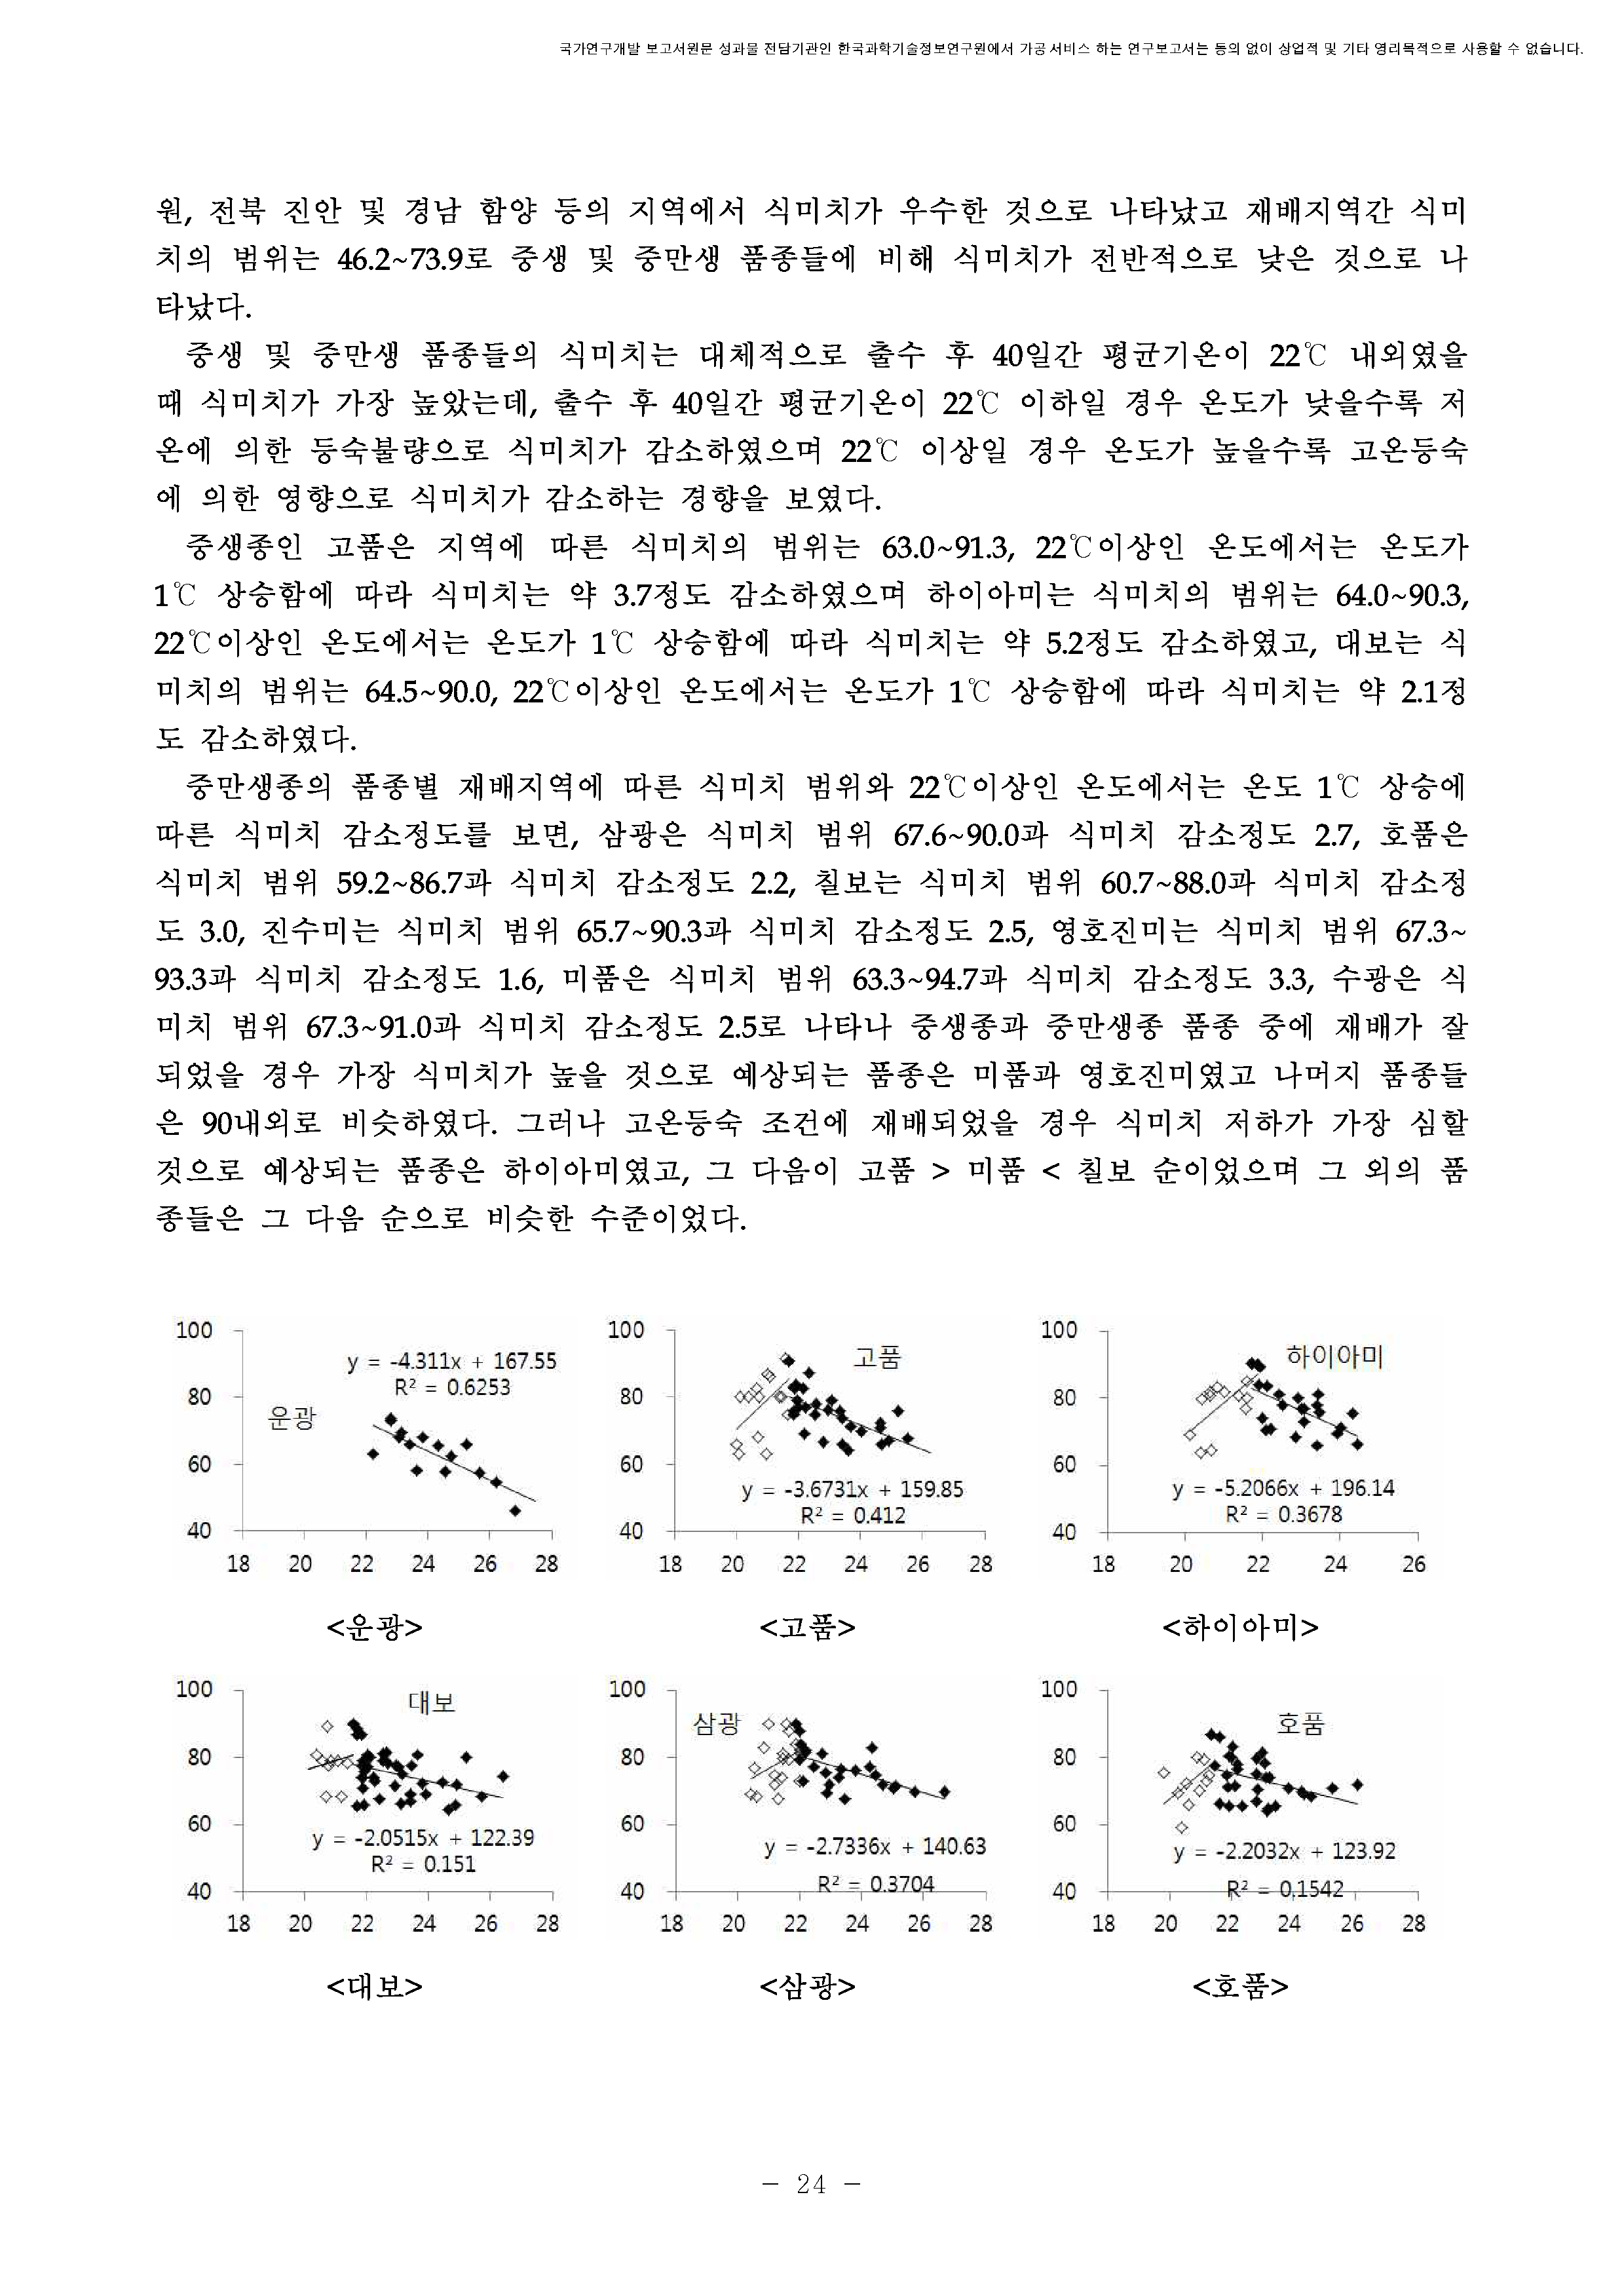 국가연구개발 보고서원문 성과물 전담기관인 한국과학기술정보연구원에서 가공·서비스 하는 연구보고서는 동의 없이 상업적 및 기타 영리목적으로 사용할 수 없습니다.
원, 전북 진안 및 경남 함양 등의 지역에서 식미치가 우수한 것으로 나타났고 재배지역간 식미
치의 범위는 46.2~73.9로 중생 및 중만생 품종들에 비해 식미치가 전반적으로 낮은 것으로 나
타났다.
중생 및 중만생 품종들의 식미치는 대체적으로 출수 후 40일간 평균기온이 22℃ 내외였을
때 식미치가 가장 높았는데, 출수 후 40일간 평균기온이 22℃ 이하일 경우 온도가 낮을수록 저
온에 의한 등숙불량으로 식미치가 감소하였으며 22℃ 이상일 경우 온도가 높을수록 고온등숙
에 의한 영향으로 식미치가 감소하는 경향을 보였다.
중생종인 고품은 지역에 따른 식미치의 범위는 63.0~91.3, 22℃이상인 온도에서는 온도가
1℃ 상승함에 따라 식미치는 약 3.7정도 감소하였으며 하이아미는 식미치의 범위는 64.0~90.3,
22℃이상인 온도에서는 온도가 1℃ 상승함에 따라 식미치는 약 5.2정도 감소하였고, 대보는 식
미치의 범위는 64.5~90.0, 22℃이상인 온도에서는 온도가 1℃ 상승함에 따라 식미치는 약 2.1정
도 감소하였다.
중만생종의 품종별 재배지역에 따른 식미치 범위와 22℃이상인 온도에서는 온도 1℃ 상승에
따른 식미치 감소정도를 보면, 삼광은 식미치 범위 67.6~90.0과 식미치 감소정도 2.7, 호품은
식미치 범위 59.2~86.7과 식미치 감소정도 2.2, 칠보는 식미치 범위 60.7~88.0과 식미치 감소정
도 3.0, 진수미는 식미치 범위 65.7~90.3과 식미치 감소정도 2.5, 영호진미는 식미치 범위 67.3~
93.3과 식미치 감소정도 1.6, 미품은 식미치 범위 63.3~94.7과 식미치 감소정도 3.3, 수광은 식
미치 범위 67.3~91.0과 식미치 감소정도 2.5로 나타나 중생종과 중만생종 품종 중에 재배가 잘
되었을 경우 가장 식미치가 높을 것으로 예상되는 품종은 미품과 영호진미였고 나머지 품종들
은 90내외로 비슷하였다. 그러나 고온등숙 조건에 재배되었을 경우 식미치 저하가 가장 심할
것으로 예상되는 품종은 하이아미였고, 그 다음이 고품 > 미품 < 칠보 순이었으며 그 외의 품
종들은 그 다음 순으로 비슷한 수준이었다.
100
80
60
40
운광
y = -4.311x + 167.55
R² = 0.6253
18 20 22 24 26 28
100
80
60
40
고품
y = -3.6731x + 159.85
R² = 0.412
18 20 22 24 26 28
100
80
60
40
하이아미
y = -5.2066x + 196.14
R² = 0.3678
18 20 22 24 26
<운광> <고품> <하이아미>
100
80
60
40
대보
y = -2.0515x + 122.39
R² = 0.151
18 20 22 24 26 28
100
80
60
40
삼광
y = -2.7336x + 140.63
R² = 0.3704
18 20 22 24 26 28
100
80
60
40
호품
y = -2.2032x + 123.92
R² = 0.1542
18 20 22 24 26 28
<대보> <삼광> <호품>
- 24 -